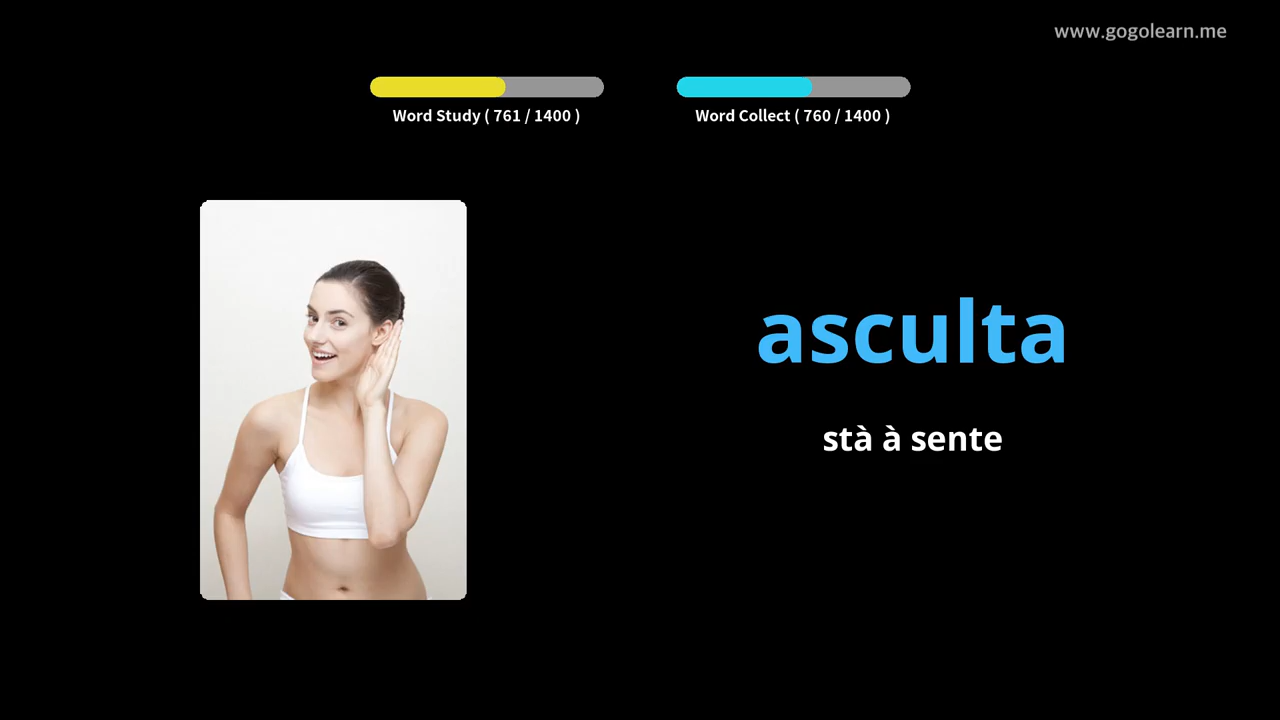 www.gogolearn.me
Word Study ( 761 / 1400 )
Word Collect ( 760 / 1400 )
asculta
stà à sente